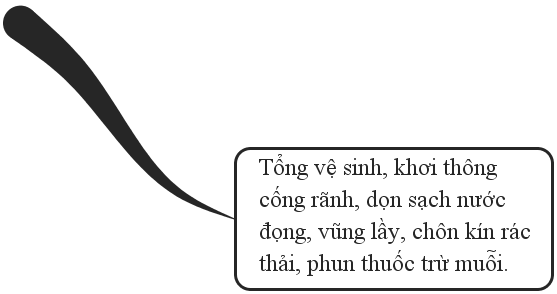 Tổng vệ sinh, khơi thông
cống rãnh, dọn sạch nước
đọng, vũng lầy, chôn kín rác
thải, phun thuốc trừ muỗi.